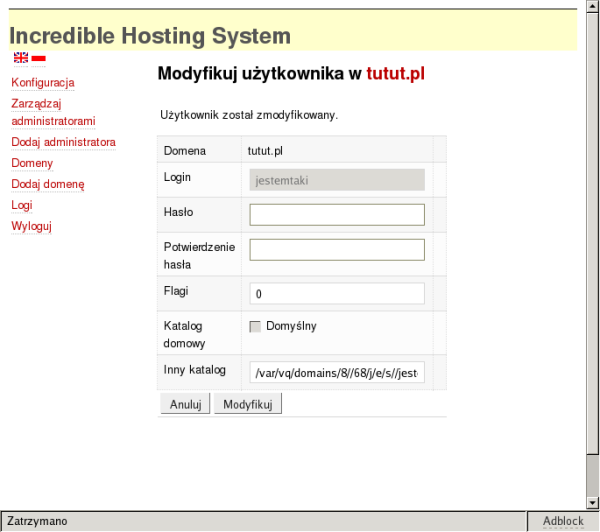 Incredible Hosting System
Konfiguracja
Zarządzaj
administratorami
Dodaj administratora
Domeny
Dodaj domenę
Logi
Wyloguj
Modyfikuj użytkownika w tutut.pl
Użytkownik został zmodyfikowany.
Domena tutut.pl
Login jestemtaki
Hasło
Potwierdzenie
hasła
Flagi 0
Katalog
domowy
Domyślny
Inny katalog /var/vq/domains/8//68/j/e/s//jest
Anuluj Modyfikuj
Zatrzymano Adblock